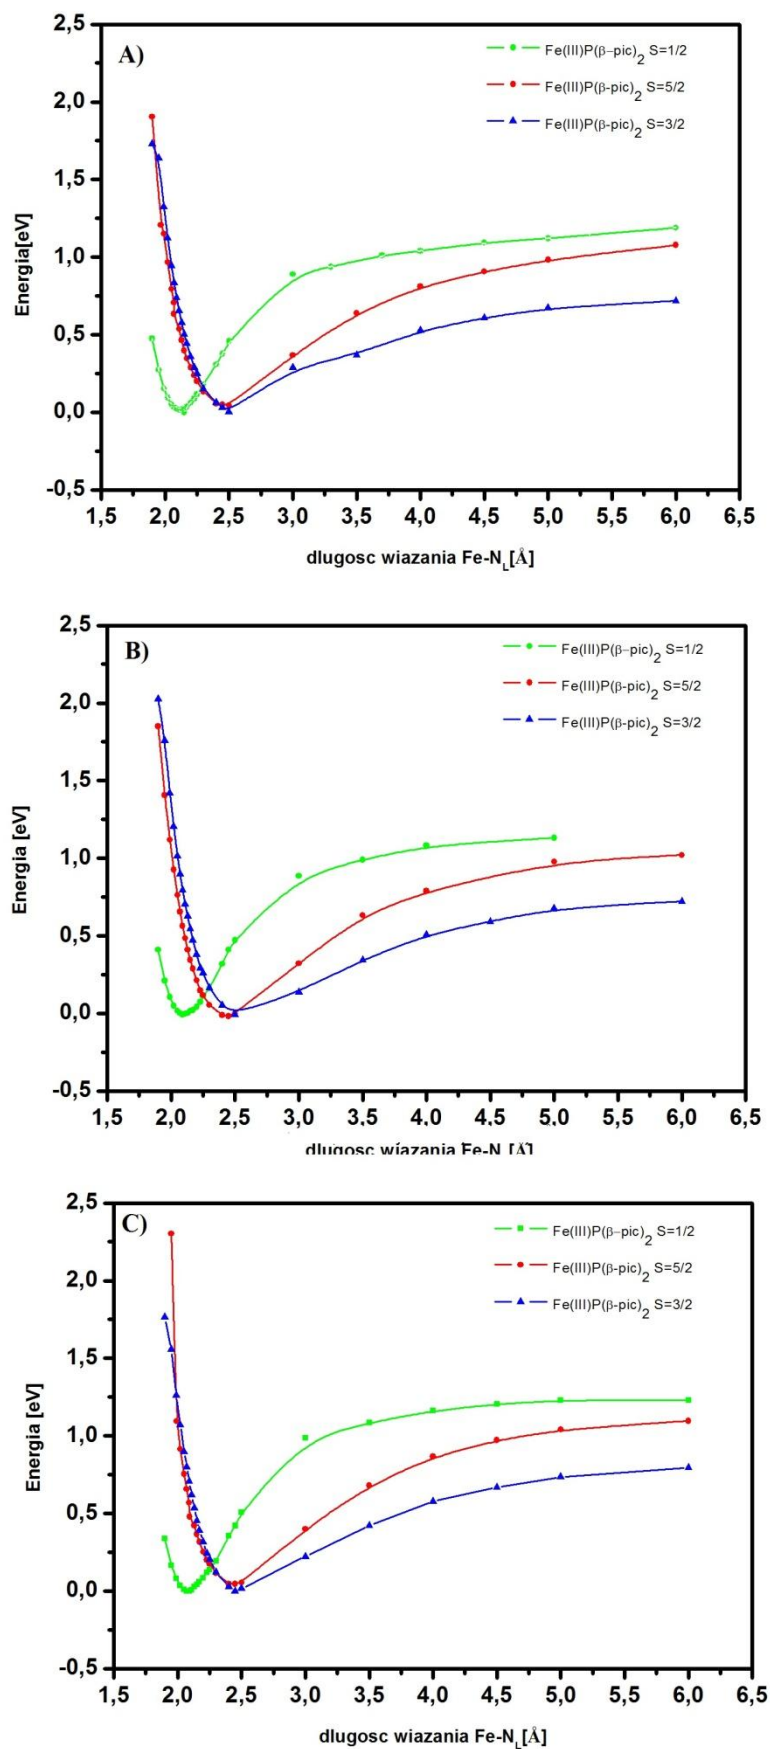 A)
Fe(III)P(β-pic)2 S=1/2
Fe(III)P(β-pic)2 S=5/2
Fe(III)P(β-pic)2 S=3/2
Energia[eV]
2,5
2,0
1,5
1,0
0,5
0,0
-0,5
1,5 2,0 2,5 3,0 3,5 4,0 4,5 5,0 5,5 6,0 6,5
dlugosc wiazania Fe-NL[Å]
B)
Fe(III)P(β-pic)2 S=1/2
Fe(III)P(β-pic)2 S=5/2
Fe(III)P(β-pic)2 S=3/2
Energia [eV]
2,5
2,0
1,5
1,0
0,5
0,0
-0,5
1,5 2,0 2,5 3,0 3,5 4,0 4,5 5,0 5,5 6,0 6,5
dlugosc wiazania Fe-N [Å]
C)
Fe(III)P(β-pic)2 S=1/2
Fe(III)P(β-pic)2 S=5/2
Fe(III)P(β-pic)2 S=3/2
Energia [eV]
2,5
2,0
1,5
1,0
0,5
0,0
-0,5
1,5 2,0 2,5 3,0 3,5 4,0 4,5 5,0 5,5 6,0 6,5
dlugosc wiazania Fe-NL[Å]